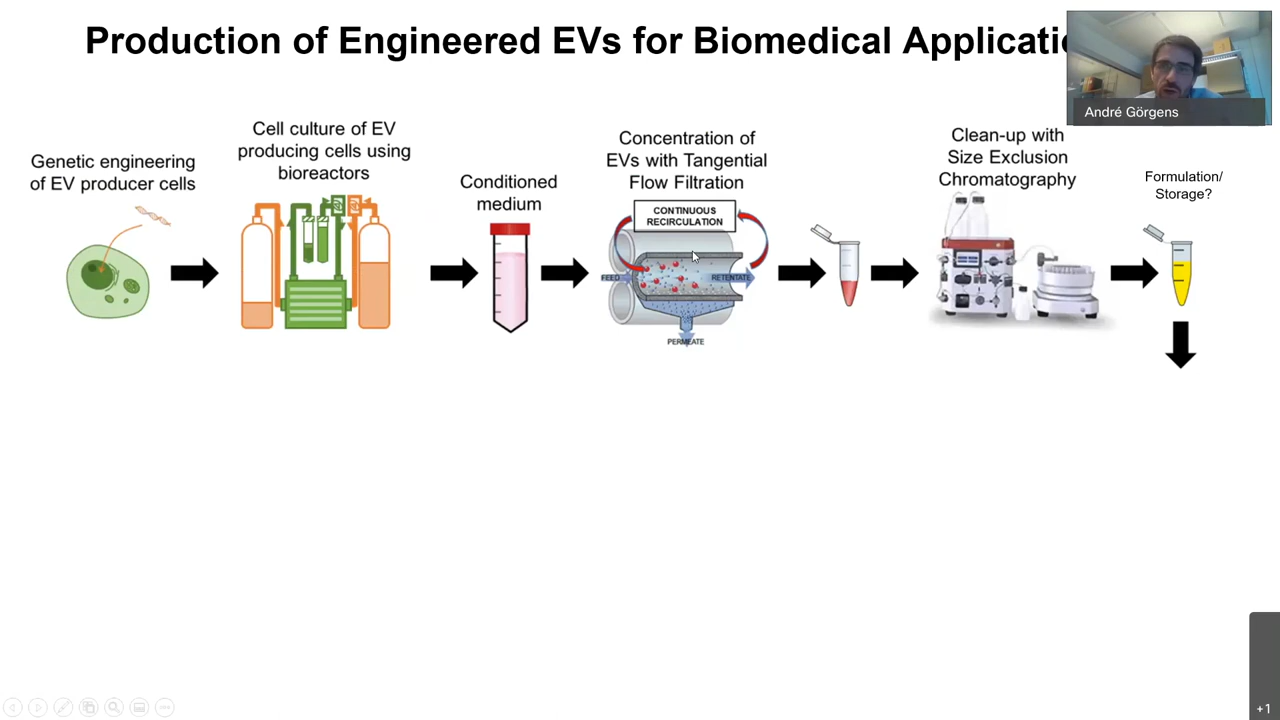 Production of Engineered EVs for Biomedical Applicatio
André Görgens
Genetic engineering
of EV producer cells
Cell culture of EV
producing cells using
bioreactors
Conditioned
medium
Concentration of
EVs with Tangential
Flow Filtration
CONTINUOUS
RECIRCULATION
FEED
RETENTATE
PERMEATE
Clean-up with
Size Exclusion
Chromatography
Formulation/
Storage?
+1